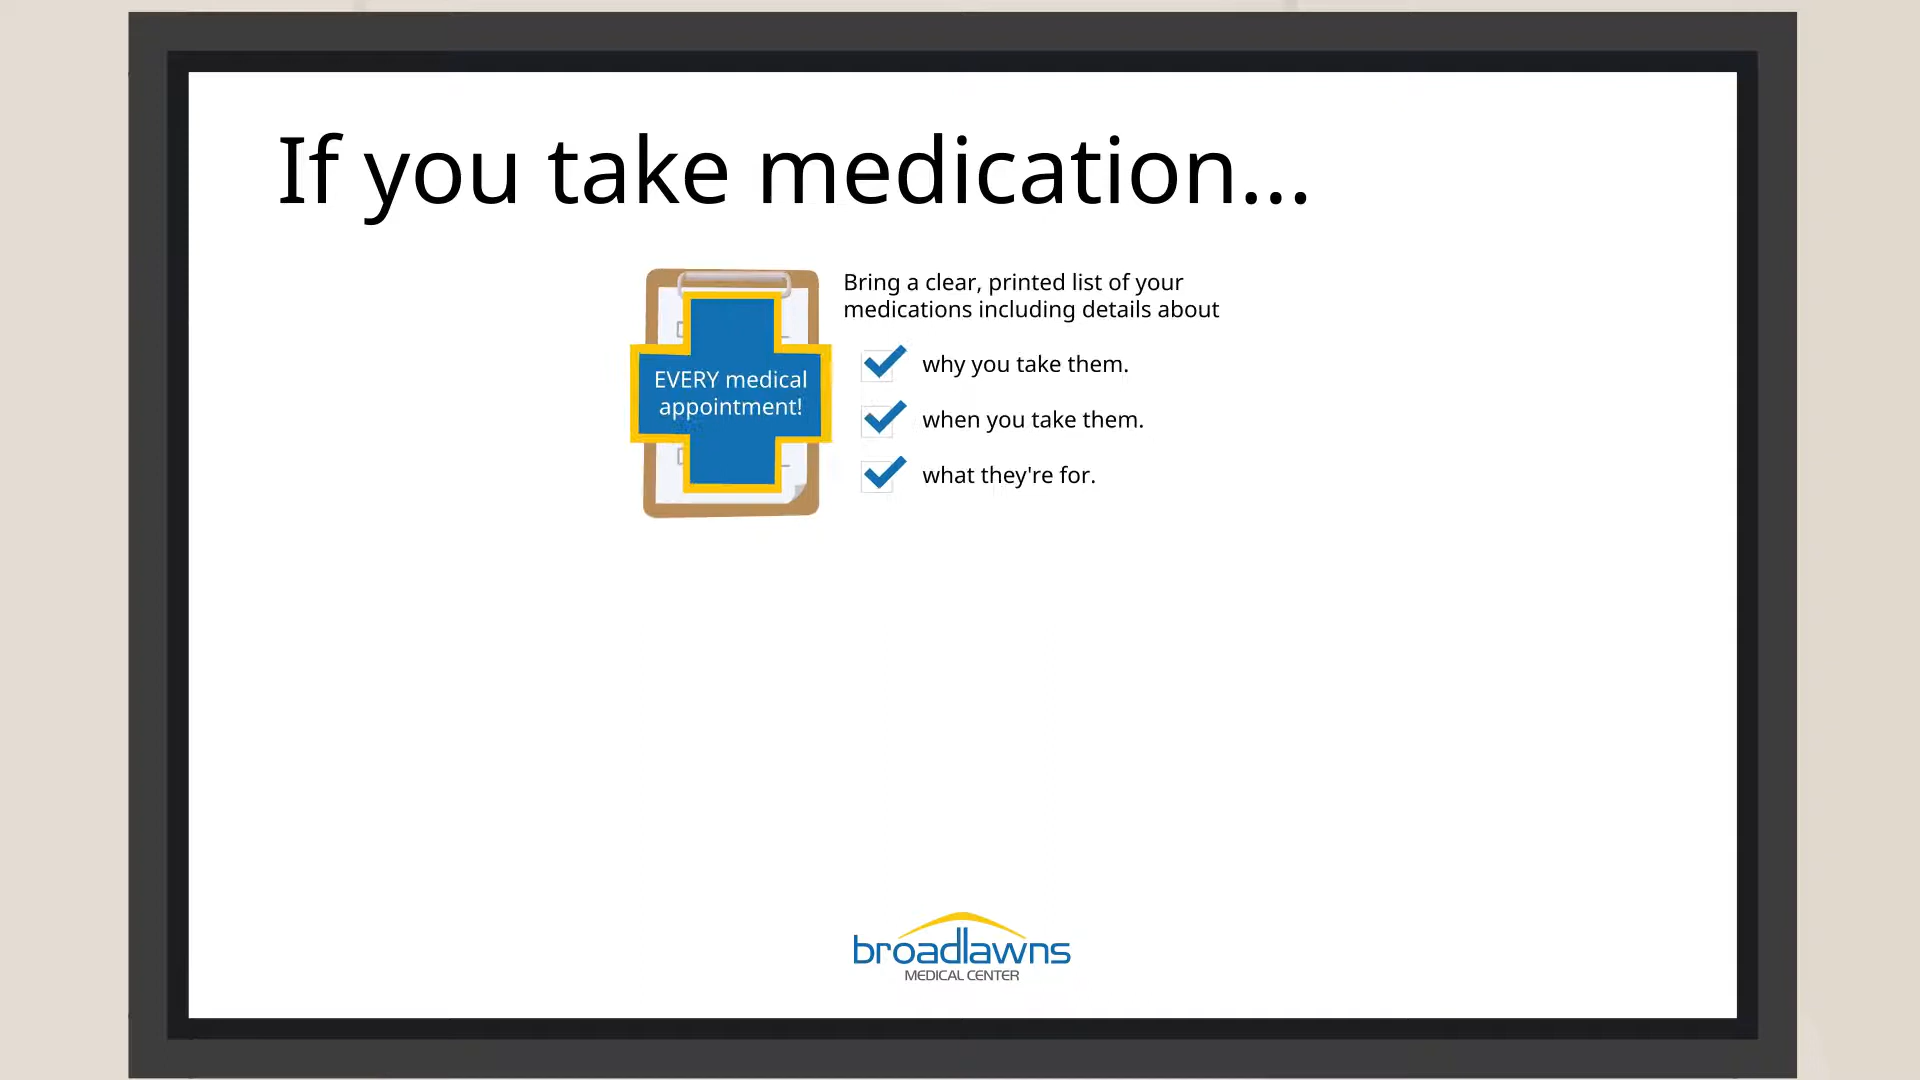 If you take medication...
EVERY medical
appointment!
Bring a clear, printed list of your
medications including details about
why you take them.
when you take them.
what they're for.
broadlawns
MEDICAL CENTER